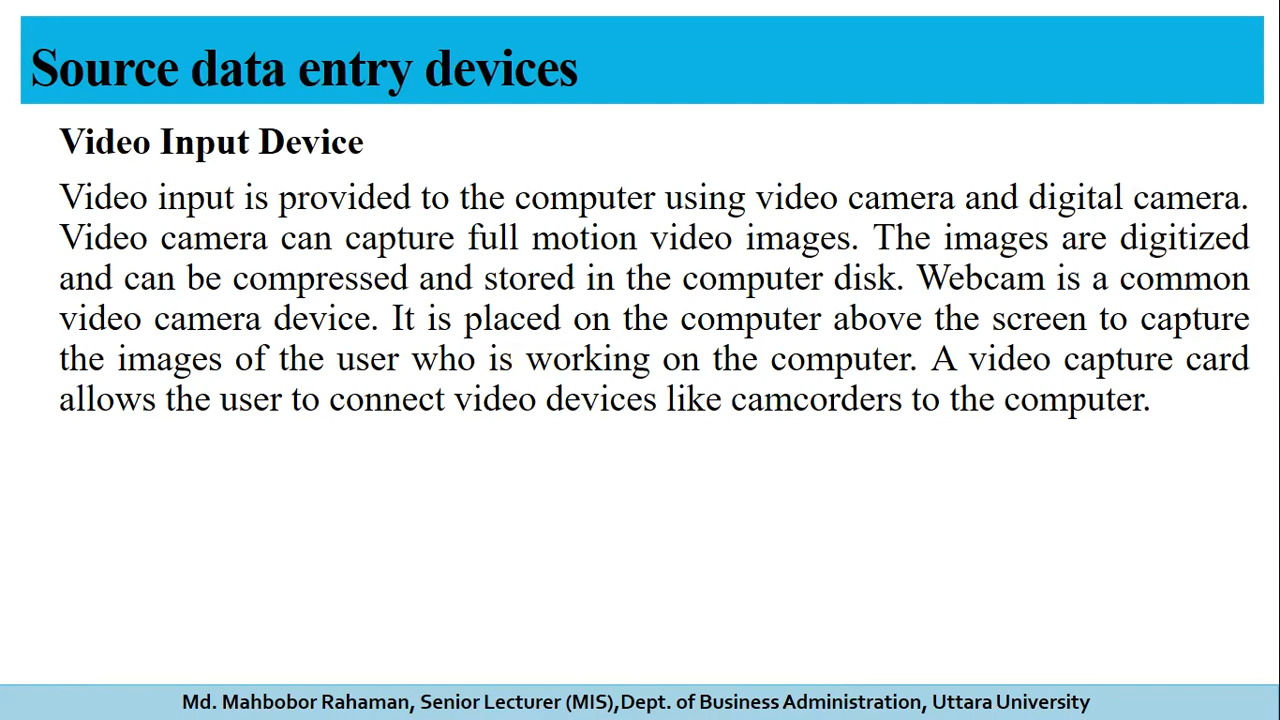 Source data entry devices
Video Input Device
Video input is provided to the computer using video camera and digital camera.
Video camera can capture full motion video images. The images are digitized
and can be compressed and stored in the computer disk. Webcam is a common
video camera device. It is placed on the computer above the screen to capture
the images of the user who is working on the computer. A video capture card
allows the user to connect video devices like camcorders to the computer.
Md. Mahbobor Rahaman, Senior Lecturer (MIS),Dept. of Business Administration, Uttara University